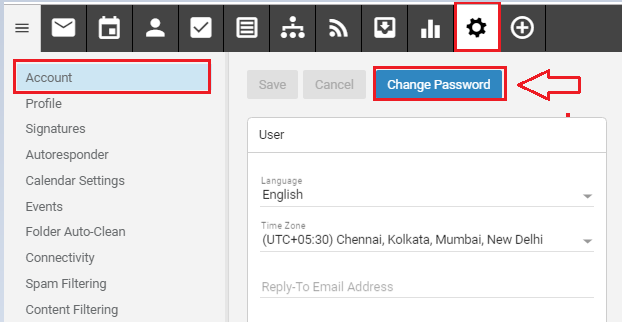 Account
Profile
Signatures
Autoresponder
Calendar Settings
Events
Folder Auto-Clean
Connectivity
Spam Filtering
Content Filtering
Save Cancel Change Password
User
Language
English
Time Zone
(UTC+05:30) Chennai, Kolkata, Mumbai, New Delhi
Reply-To Email Address